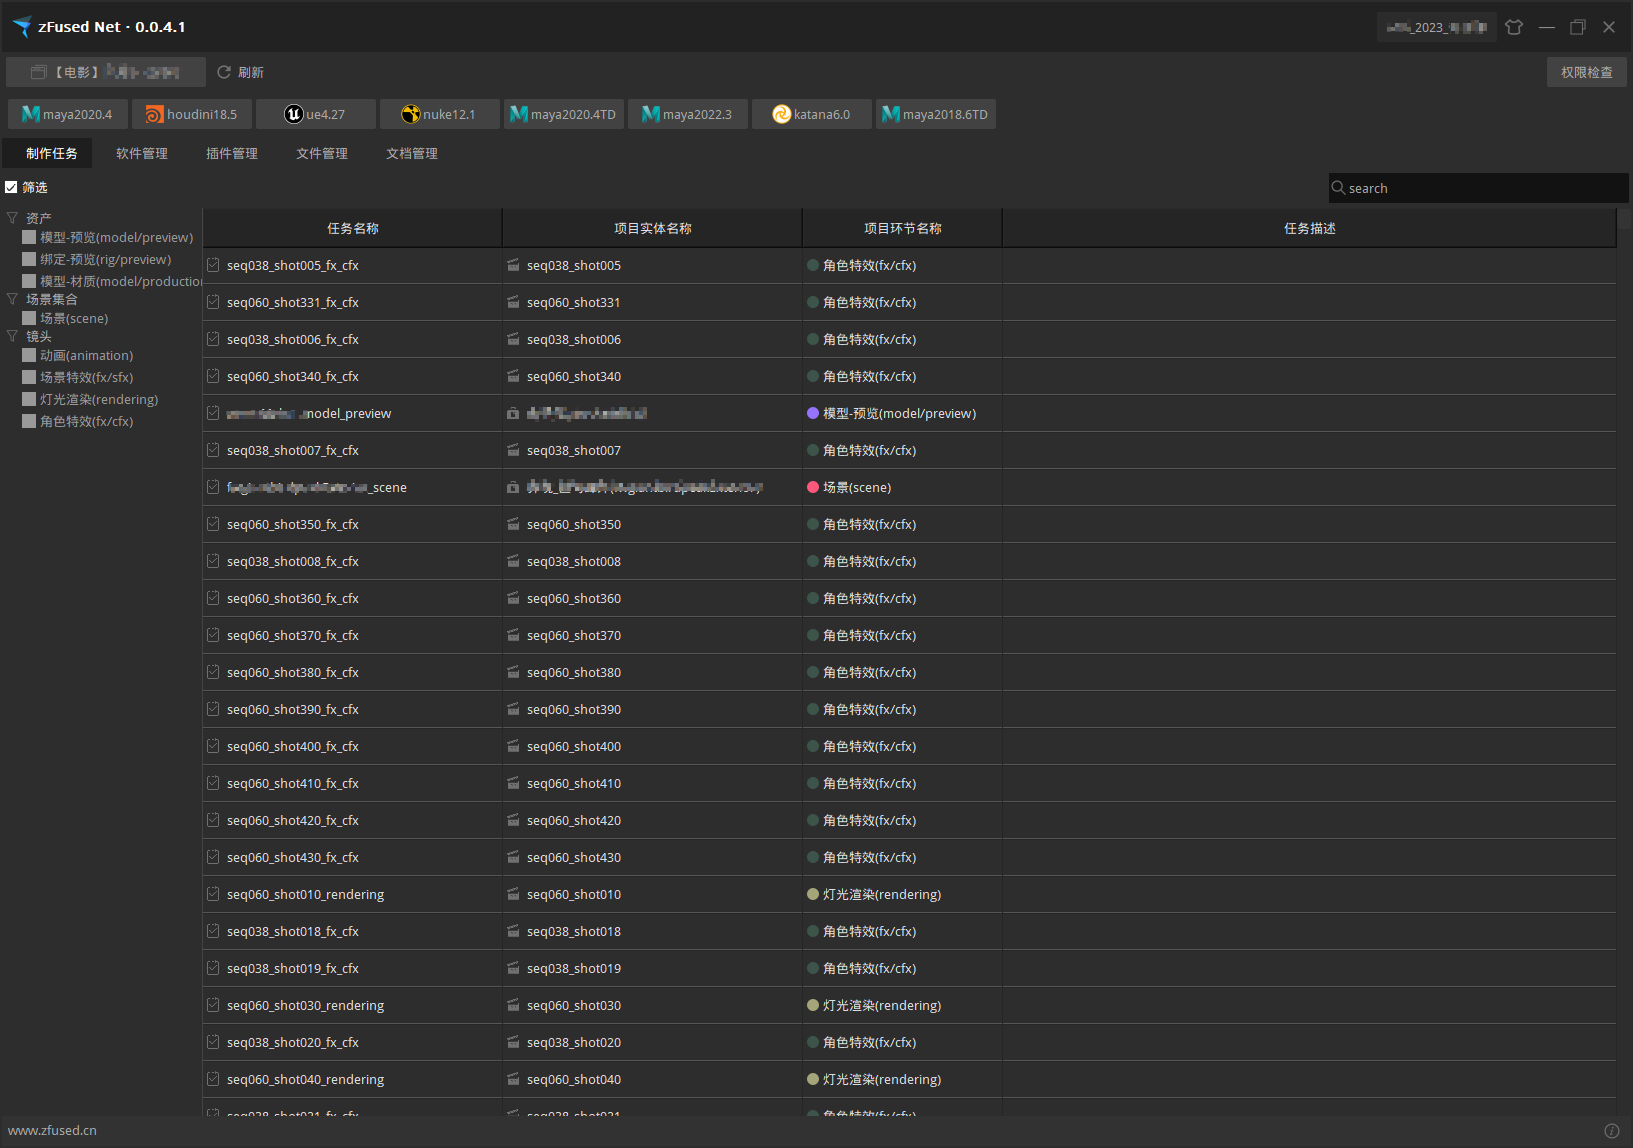 zFused Net · 0.0.4.1
_2023_
【电影】
刷新
权限检查
maya2020.4
houdini18.5
ue4.27
nuke12.1
maya2020.4TD
maya2022.3
katana6.0
maya2018.6TD
制作任务
软件管理
插件管理
文件管理
文档管理
筛选
search
资产
模型-预览(model/preview)
绑定-预览(rig/preview)
模型-材质(model/production
场景集合
场景(scene)
镜头
动画(animation)
场景特效(fx/sfx)
灯光渲染(rendering)
角色特效(fx/cfx)
任务名称 项目实体名称 项目环节名称 任务描述
seq038_shot005_fx_cfx seq038_shot005 角色特效(fx/cfx)
seq060_shot331_fx_cfx seq060_shot331 角色特效(fx/cfx)
seq038_shot006_fx_cfx seq038_shot006 角色特效(fx/cfx)
seq060_shot340_fx_cfx seq060_shot340 角色特效(fx/cfx)
model_preview 模型-预览(model/preview)
seq038_shot007_fx_cfx seq038_shot007 角色特效(fx/cfx)
_scene 场景(scene)
seq060_shot350_fx_cfx seq060_shot350 角色特效(fx/cfx)
seq038_shot008_fx_cfx seq038_shot008 角色特效(fx/cfx)
seq060_shot360_fx_cfx seq060_shot360 角色特效(fx/cfx)
seq060_shot370_fx_cfx seq060_shot370 角色特效(fx/cfx)
seq060_shot380_fx_cfx seq060_shot380 角色特效(fx/cfx)
seq060_shot390_fx_cfx seq060_shot390 角色特效(fx/cfx)
seq060_shot400_fx_cfx seq060_shot400 角色特效(fx/cfx)
seq060_shot410_fx_cfx seq060_shot410 角色特效(fx/cfx)
seq060_shot420_fx_cfx seq060_shot420 角色特效(fx/cfx)
seq060_shot430_fx_cfx seq060_shot430 角色特效(fx/cfx)
seq060_shot010_rendering seq060_shot010 灯光渲染(rendering)
seq038_shot018_fx_cfx seq038_shot018 角色特效(fx/cfx)
seq038_shot019_fx_cfx seq038_shot019 角色特效(fx/cfx)
seq060_shot030_rendering seq060_shot030 灯光渲染(rendering)
seq038_shot020_fx_cfx seq038_shot020 角色特效(fx/cfx)
seq060_shot040_rendering seq060_shot040 灯光渲染(rendering)
seq038_shot021_fx_cfx seq038_shot021 角色特效(fx/cfx)
www.zfused.cn